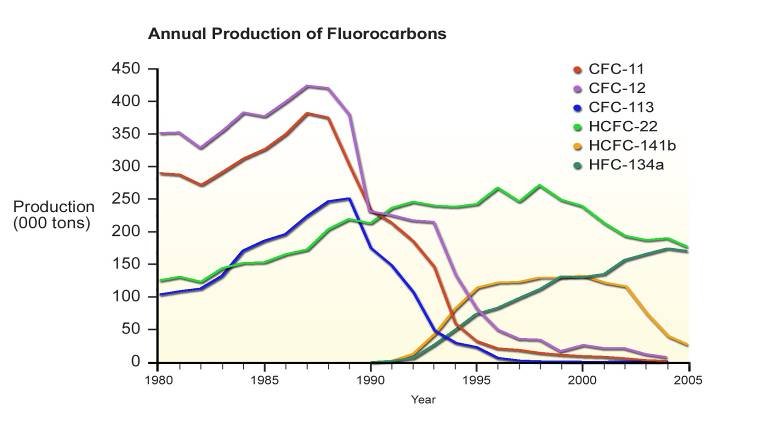 Annual Production of Fluorocarbons
450
400
350
300
250
200
150
100
50
0
Production
(000 tons)
CFC-11
CFC-12
CFC-113
HCFC-22
HCFC-141b
HFC-134a
1980 1985 1990 1995 2000 2005
Year